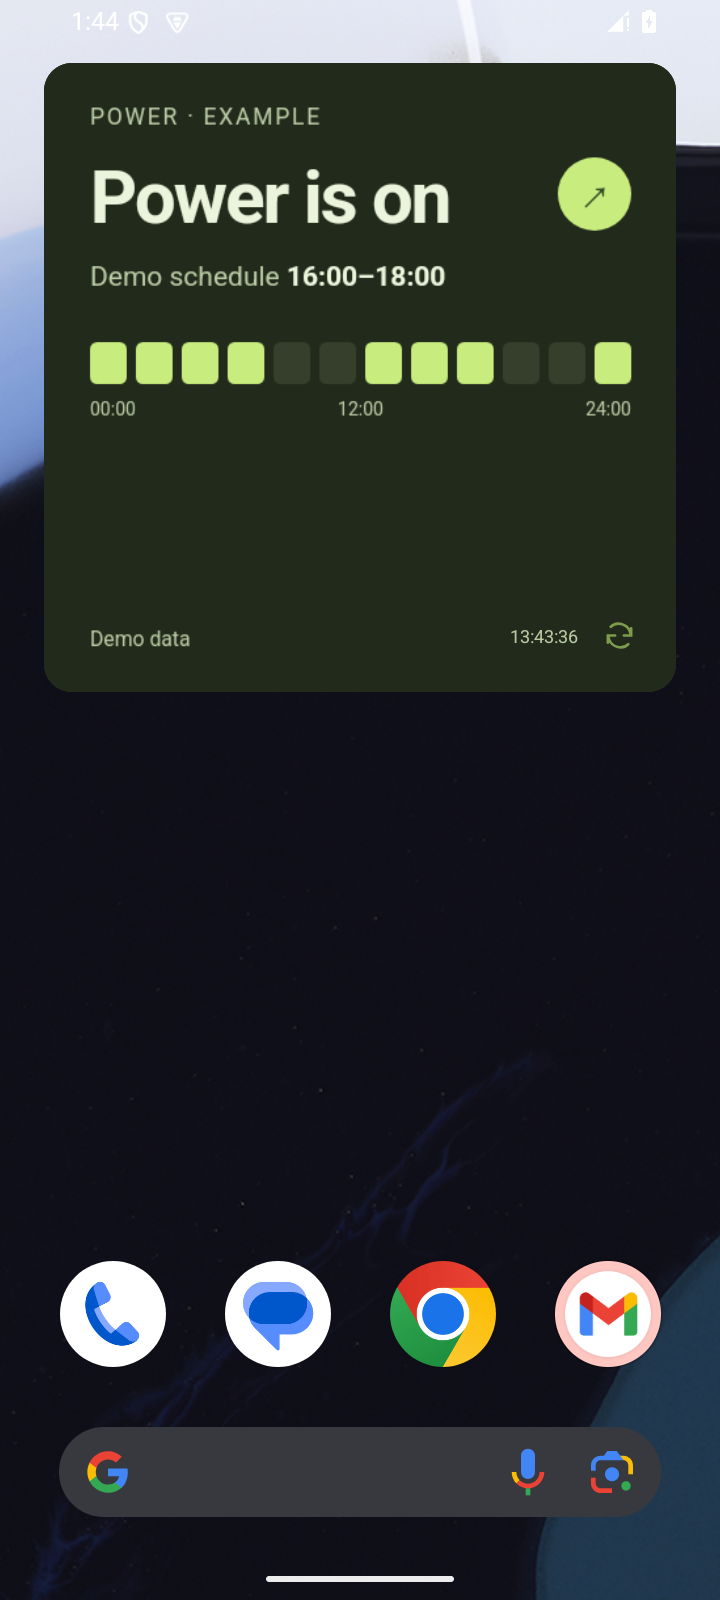 1:44
POWER · EXAMPLE
Power is on
↗
Demo schedule 16:00–18:00
00:00 12:00 24:00
Demo data 13:43:36